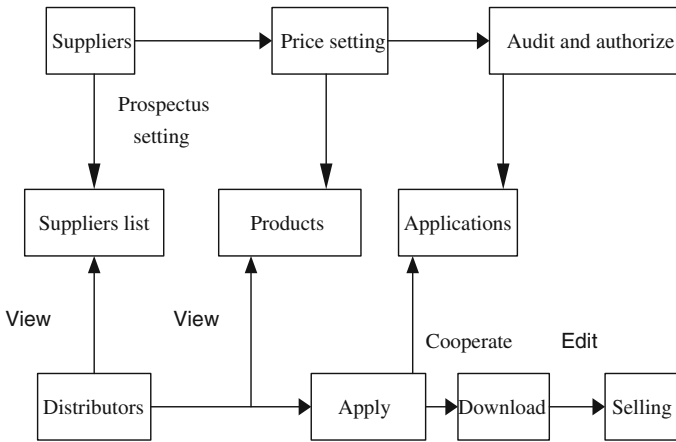 Suppliers
Price setting
Audit and authorize
Prospectus
setting
Suppliers list
Products
Applications
View
View
Cooperate
Edit
Distributors
Apply
Download
Selling